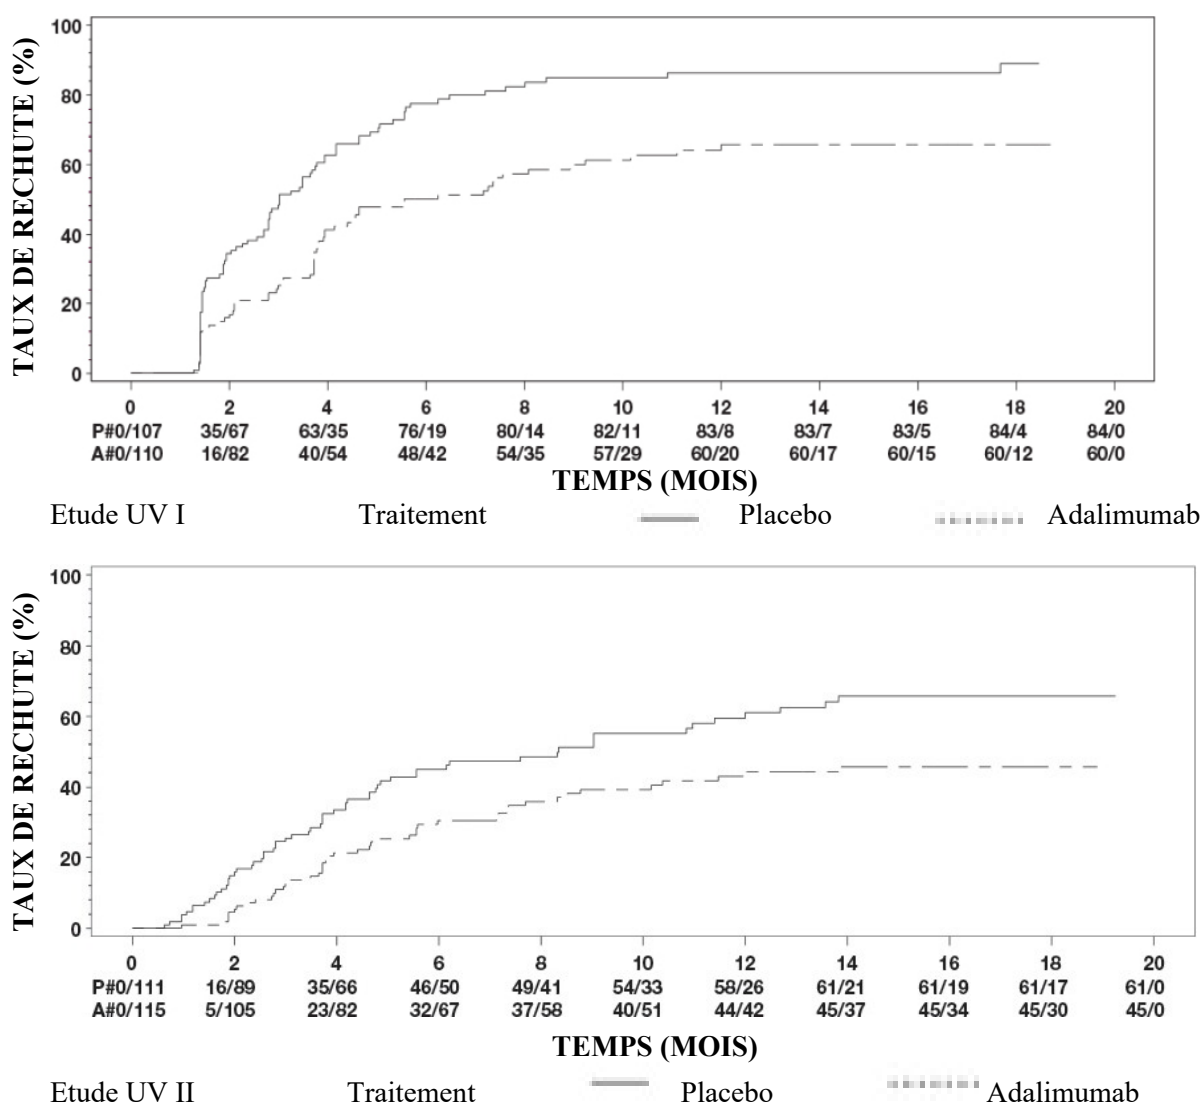 TAUX DE RECHUTE (%)
100
80
60
40
20
0
0 2 4 6 8 10 12 14 16 18 20
P#0/107 35/67 63/35 76/19 80/14 82/11 83/8 83/7 83/5 84/4 84/0
A#0/110 16/82 40/54 48/42 54/35 57/29 60/20 60/17 60/15 60/12 60/0
TEMPS (MOIS)
Etude UV I Traitement Placebo Adalimumab
TAUX DE RECHUTE (%)
100
80
60
40
20
0
0 2 4 6 8 10 12 14 16 18 20
P#0/111 16/89 35/66 46/50 49/41 54/33 58/26 61/21 61/19 61/17 61/0
A#0/115 5/105 23/82 32/67 37/58 40/51 44/42 45/37 45/34 45/30 45/0
TEMPS (MOIS)
Etude UV II Traitement Placebo Adalimumab